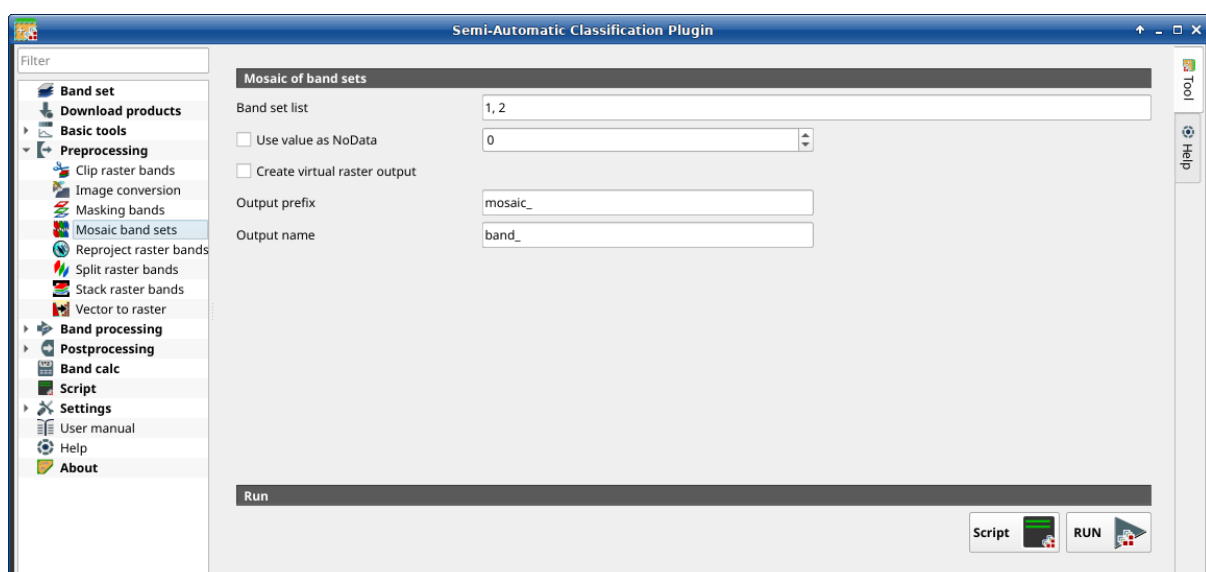 Semi-Automatic Classification Plugin
Filter
Band set
Download products
Basic tools
Preprocessing
Clip raster bands
Image conversion
Masking bands
Mosaic band sets
Reproject raster bands
Split raster bands
Stack raster bands
Vector to raster
Band processing
Postprocessing
Band calc
Script
Settings
User manual
Help
About
Mosaic of band sets
Band set list 1, 2
Use value as NoData 0
Create virtual raster output
Output prefix mosaic_
Output name band_
Run
Script RUN
Tool
Help